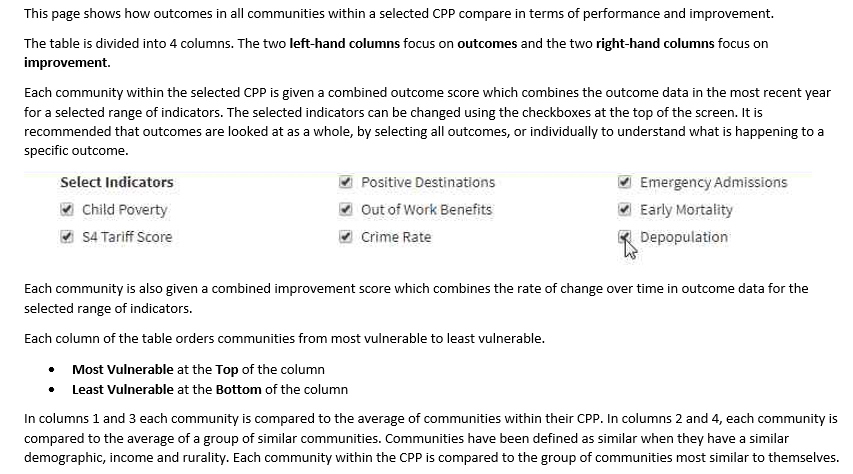 This page shows how outcomes in all communities within a selected CPP compare in terms of performance and improvement.
The table is divided into 4 columns. The two left-hand columns focus on outcomes and the two right-hand columns focus on
improvement.
Each community within the selected CPP is given a combined outcome score which combines the outcome data in the most recent year
for a selected range of indicators. The selected indicators can be changed using the checkboxes at the top of the screen. It is
recommended that outcomes are looked at as a whole, by selecting all outcomes, or individually to understand what is happening to a
specific outcome.
Select Indicators
Child Poverty
S4 Tariff Score
Positive Destinations
Out of Work Benefits
Crime Rate
Emergency Admissions
Early Mortality
Depopulation
Each community is also given a combined improvement score which combines the rate of change over time in outcome data for the
selected range of indicators.
Each column of the table orders communities from most vulnerable to least vulnerable.
• Most Vulnerable at the Top of the column
• Least Vulnerable at the Bottom of the column
In columns 1 and 3 each community is compared to the average of communities within their CPP. In columns 2 and 4, each community is
compared to the average of a group of similar communities. Communities have been defined as similar when they have a similar
demographic, income and rurality. Each community within the CPP is compared to the group of communities most similar to themselves.